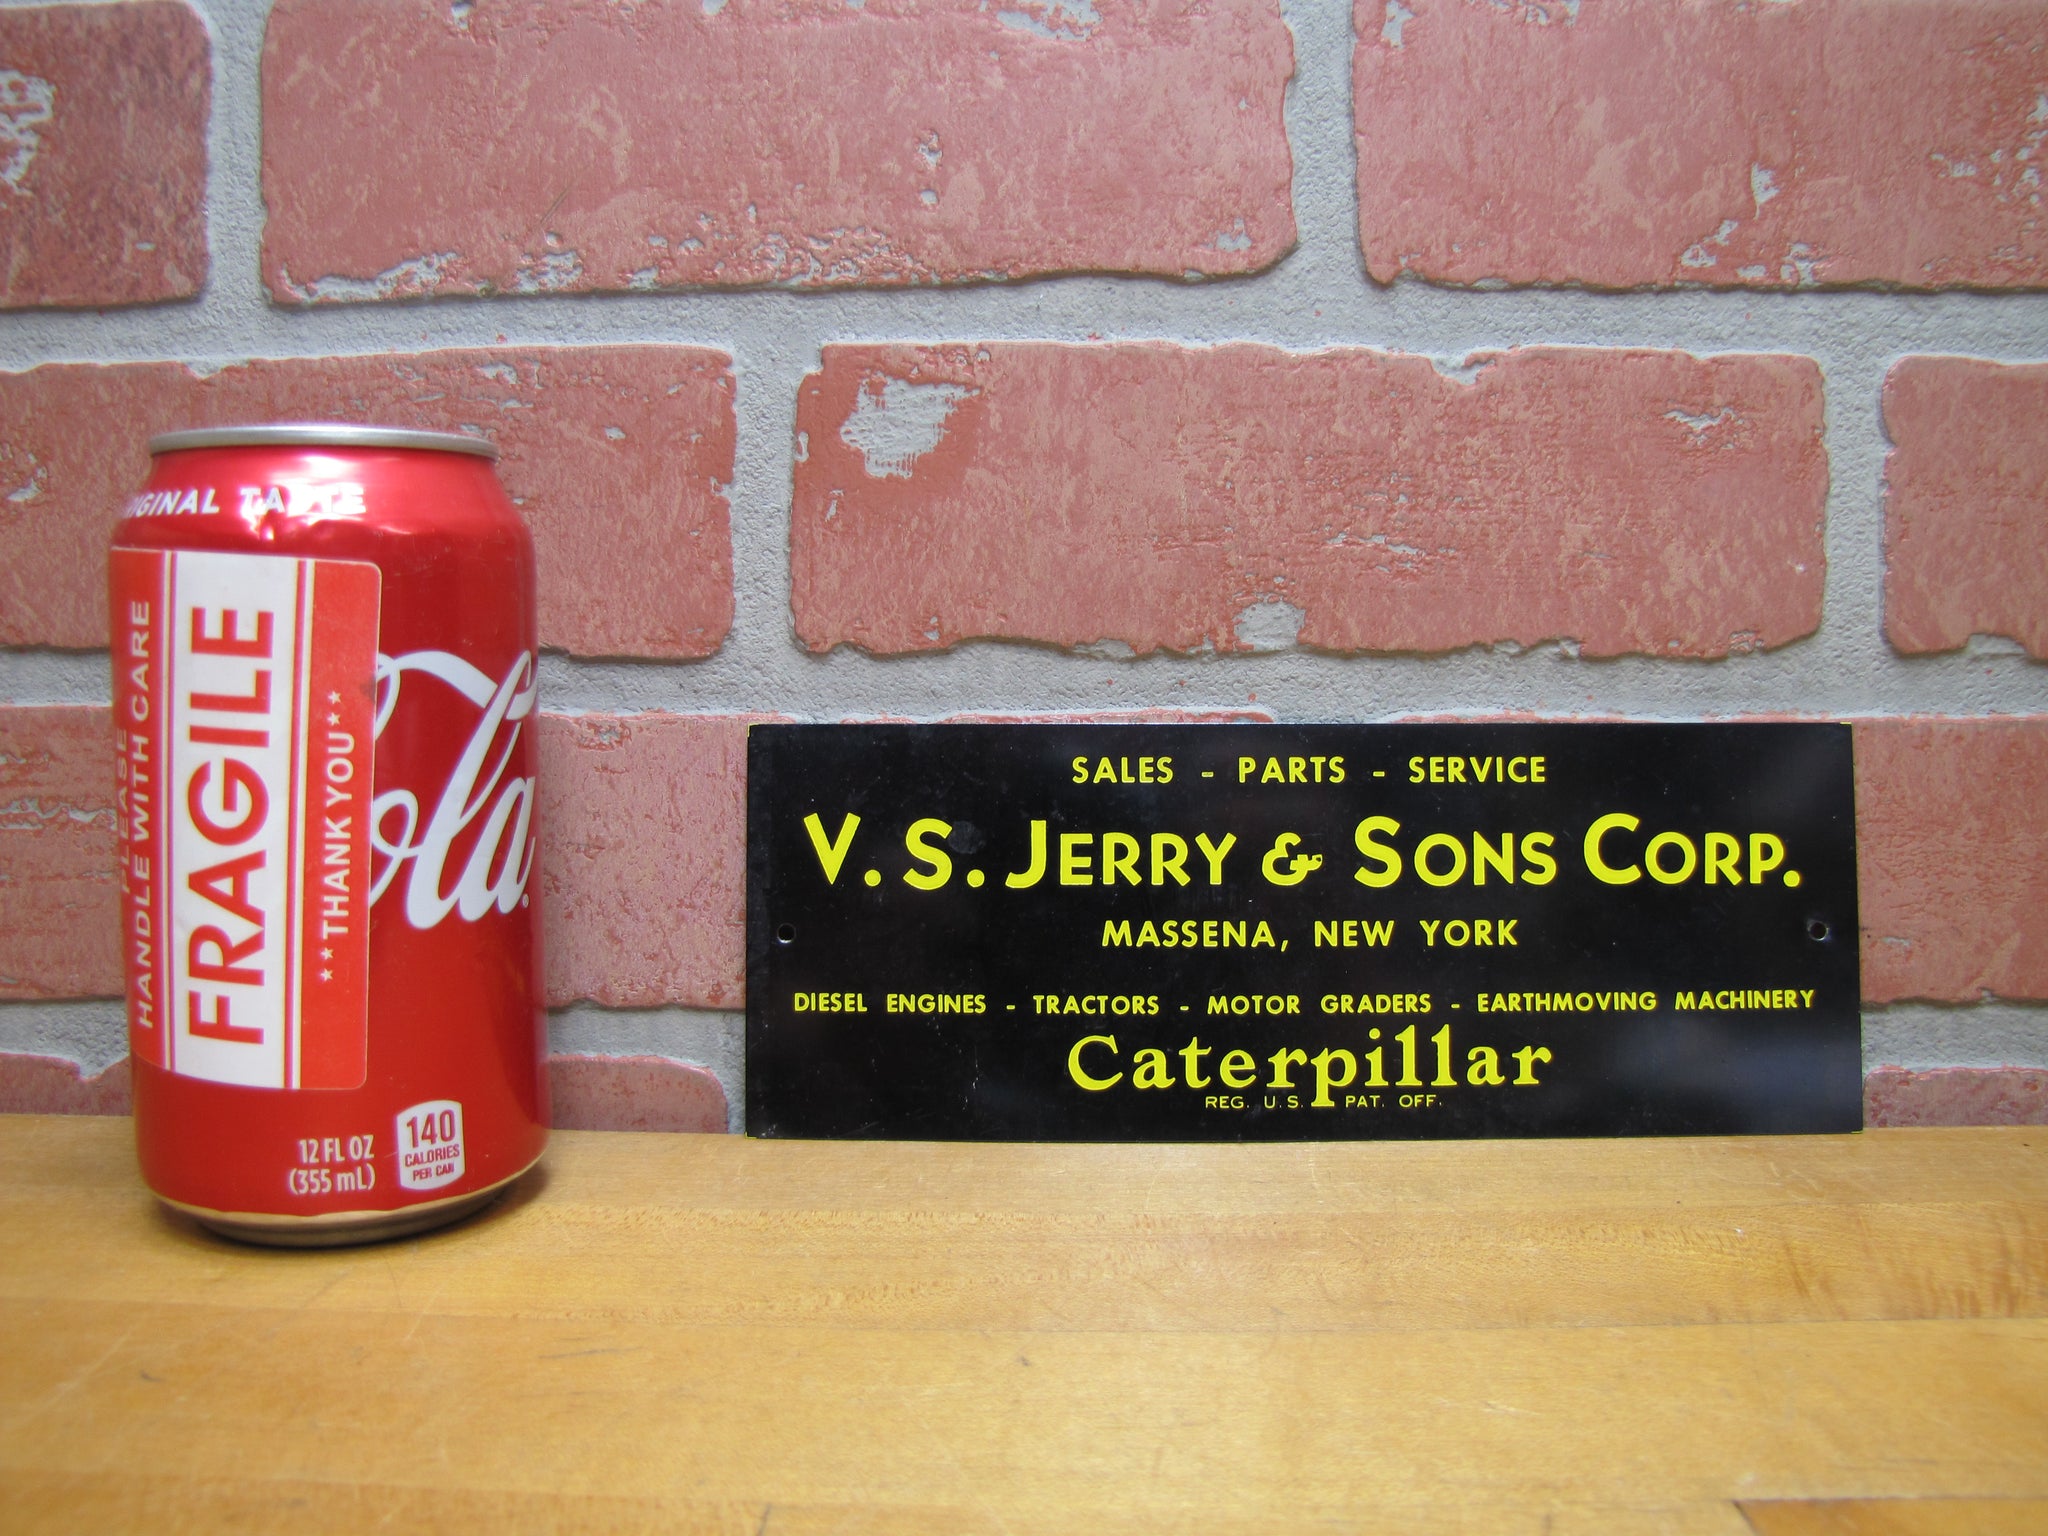 ORIGINAL TASTE
PLEASE
HANDLE WITH CARE
FRAGILE
**THANK YOU**
Cola
12 FL OZ
(355 mL)
140
CALORIES
PER CAN
SALES - PARTS - SERVICE
V. S. JERRY & SONS CORP.
MASSENA, NEW YORK
DIESEL ENGINES - TRACTORS - MOTOR GRADERS - EARTHMOVING MACHINERY
Caterpillar
REG. U.S. PAT. OFF.